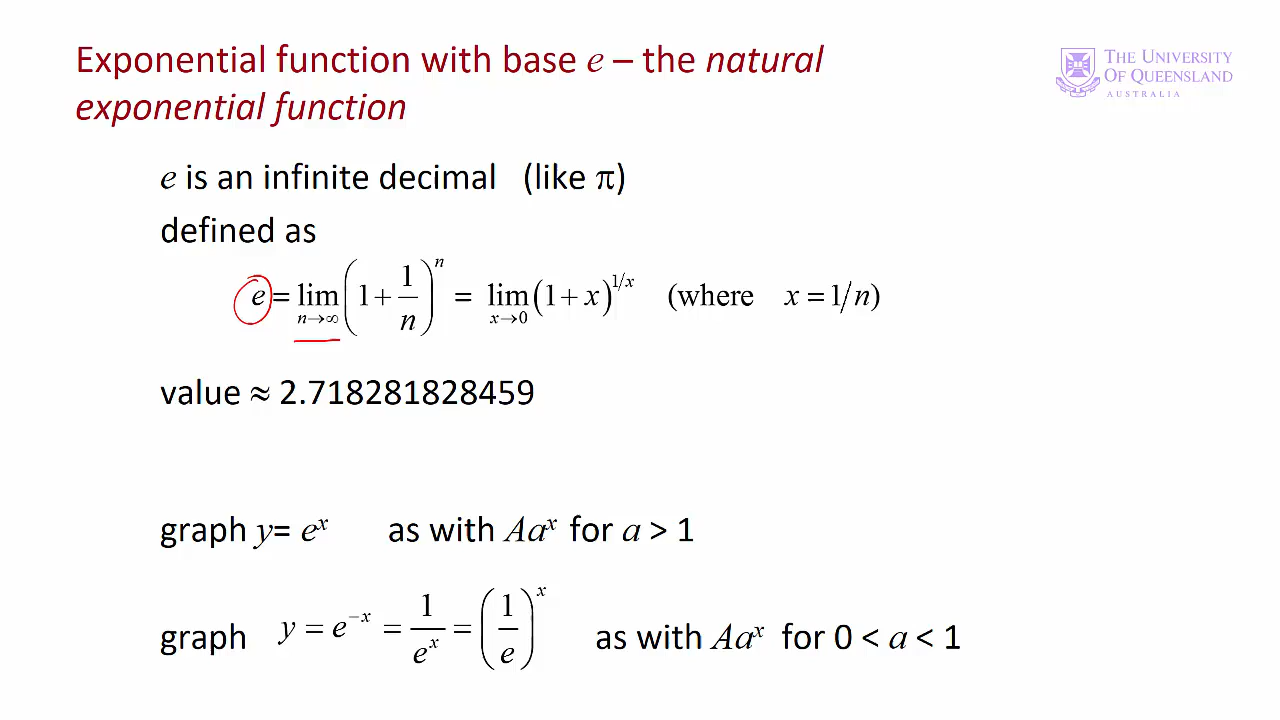 Exponential function with base e – the natural
exponential function
THE UNIVERSITY
OF QUEENSLAND
AUSTRALIA
e is an infinite decimal (like π)
defined as
e = lim_{n→∞} (1 + 1/n)^n = lim_{x→0} (1 + x)^{1/x} (where x = 1/n)
value ≈ 2.718281828459
graph y= e^x as with Aa^x for a > 1
graph y = e^{−x} = 1/e^x = (1/e)^x as with Aa^x for 0 < a < 1